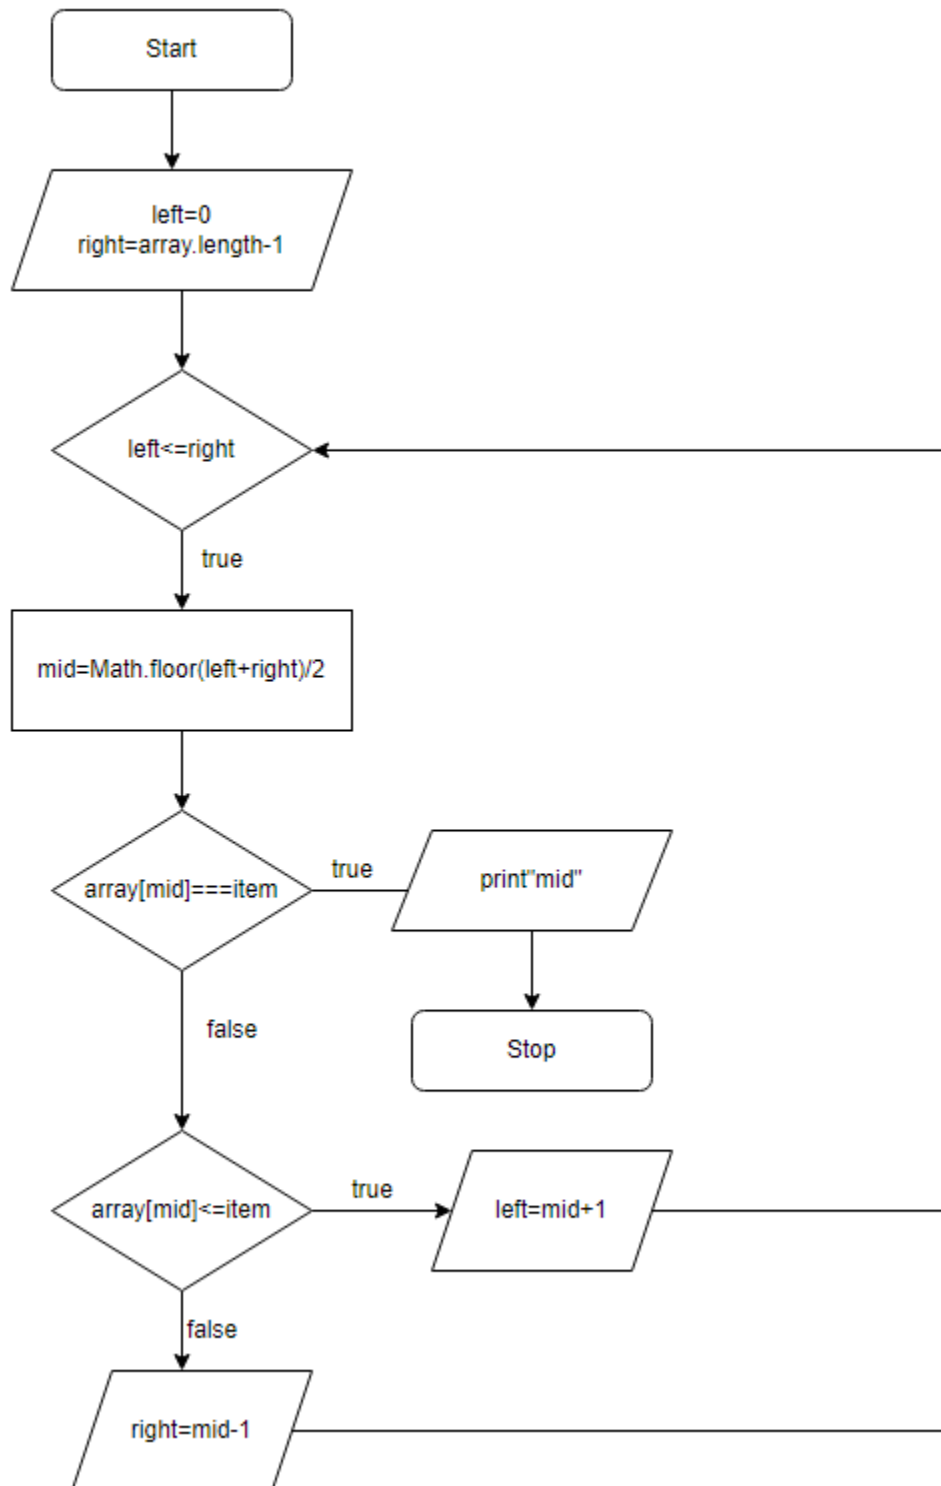 Start
left=0
right=array.length-1
left<=right
true
mid=Math.floor(left+right)/2
array[mid]===item
true
print"mid"
false
Stop
array[mid]<=item
true
left=mid+1
false
right=mid-1